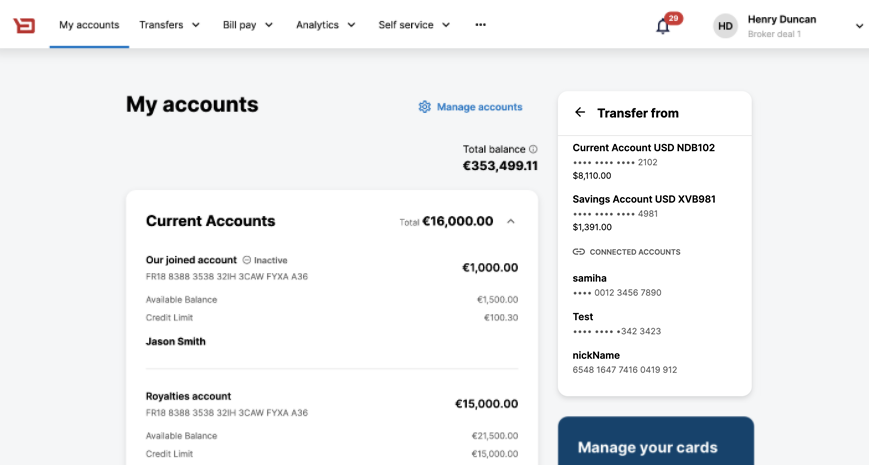 My accounts
Transfers
Bill pay
Analytics
Self service
29
HD
Henry Duncan
Broker deal 1
My accounts
Manage accounts
Total balance
€353,499.11
Current Accounts
Total €16,000.00
Our joined account Inactive
€1,000.00
FR18 8388 3538 32IH 3CAW FYXA A36
Available Balance €1,500.00
Credit Limit €100.30
Jason Smith
Royalties account
€15,000.00
FR18 8388 3538 32IH 3CAW FYXA A36
Available Balance €21,500.00
Credit Limit €15,000.00
Transfer from
Current Account USD NDB102
•••• •••• •••• 2102
$8,110.00
Savings Account USD XVB981
•••• •••• •••• 4981
$1,391.00
CONNECTED ACCOUNTS
samiha
•••• 0012 3456 7890
Test
•••• •••• •342 3423
nickName
6548 1647 7416 0419 912
Manage your cards